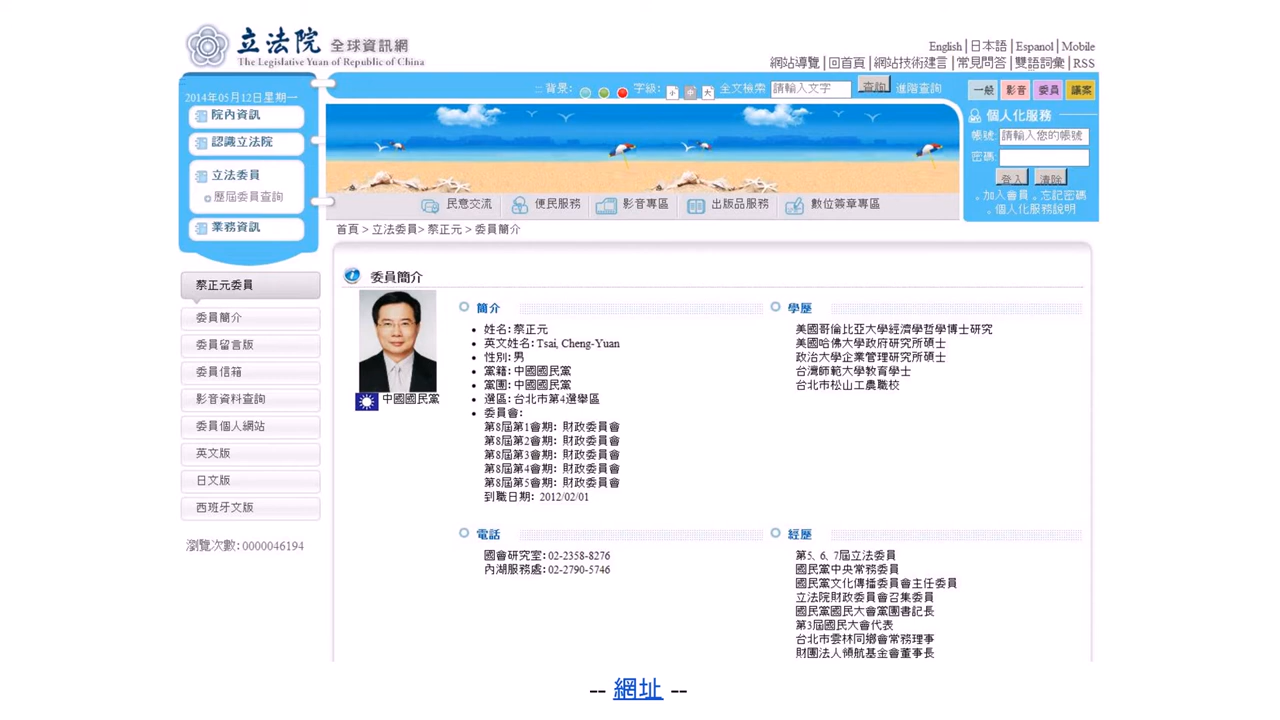 立法院 全球資訊網
The Legislative Yuan of Republic of China
English│日本語│Espanol│Mobile
網站導覽│回首頁│網站技術建言│常見問答│雙語詞彙│RSS
2014年05月12日星期一
:: 背景: 字級: 小 中 大 全文檢索 請輸入文字 查詢 進階查詢
一般 影音 委員 議案
個人化服務
帳號 請輸入您的帳號
密碼
登入 清除
。加入會員。忘記密碼
。個人化服務說明
院內資訊
認識立法院
立法委員
歷屆委員查詢
業務資訊
民意交流 便民服務 影音專區 出版品服務 數位簽章專區
首頁 > 立法委員> 蔡正元 > 委員簡介
蔡正元委員
委員簡介
委員留言版
委員信箱
影音資料查詢
委員個人網站
英文版
日文版
西班牙文版
瀏覽次數: 0000046194
委員簡介
中國國民黨
簡介
姓名: 蔡正元
英文姓名: Tsai, Cheng-Yuan
性別: 男
黨籍: 中國國民黨
黨團: 中國國民黨
選區: 台北市第4選舉區
委員會:
第8屆第1會期: 財政委員會
第8屆第2會期: 財政委員會
第8屆第3會期: 財政委員會
第8屆第4會期: 財政委員會
第8屆第5會期: 財政委員會
到職日期: 2012/02/01
學歷
美國哥倫比亞大學經濟學哲學博士研究
美國哈佛大學政府研究所碩士
政治大學企業管理研究所碩士
台灣師範大學教育學士
台北市松山工農職校
電話
國會研究室: 02-2358-8276
內湖服務處: 02-2790-5746
經歷
第5、6、7屆立法委員
國民黨中央常務委員
國民黨文化傳播委員會主任委員
立法院財政委員會召集委員
國民黨國民大會黨團書記長
第3屆國民大會代表
台北市雲林同鄉會常務理事
財團法人領航基金會董事長
-- 網址 --